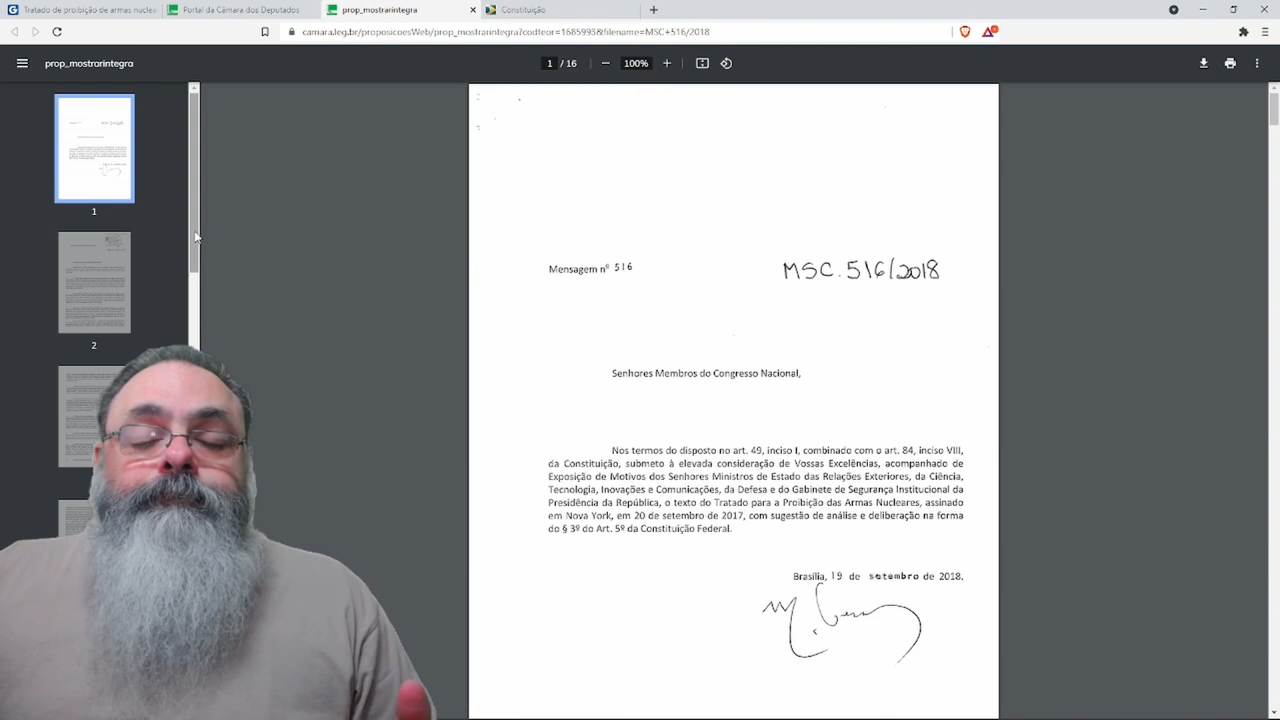 Tratado de proibição de armas nuclea
Portal da Câmara dos Deputados
prop_mostrarintegra
Constituição
camara.leg.br/proposicoesWeb/prop_mostrarintegra?codteor=1685993&filename=MSC+516/2018
prop_mostrarintegra
1 / 16
100%
1
2
Mensagem nº 516
MSC. 516/2018
Senhores Membros do Congresso Nacional,
Nos termos do disposto no art. 49, inciso I, combinado com o art. 84, inciso VIII,
da Constituição, submeto à elevada consideração de Vossas Excelências, acompanhado de
Exposição de Motivos dos Senhores Ministros de Estado das Relações Exteriores, da Ciência,
Tecnologia, Inovações e Comunicações, da Defesa e do Gabinete de Segurança Institucional da
Presidência da República, o texto do Tratado para a Proibição das Armas Nucleares, assinado
em Nova York, em 20 de setembro de 2017, com sugestão de análise e deliberação na forma
do § 3º do Art. 5º da Constituição Federal.
Brasília, 19 de setembro de 2018.